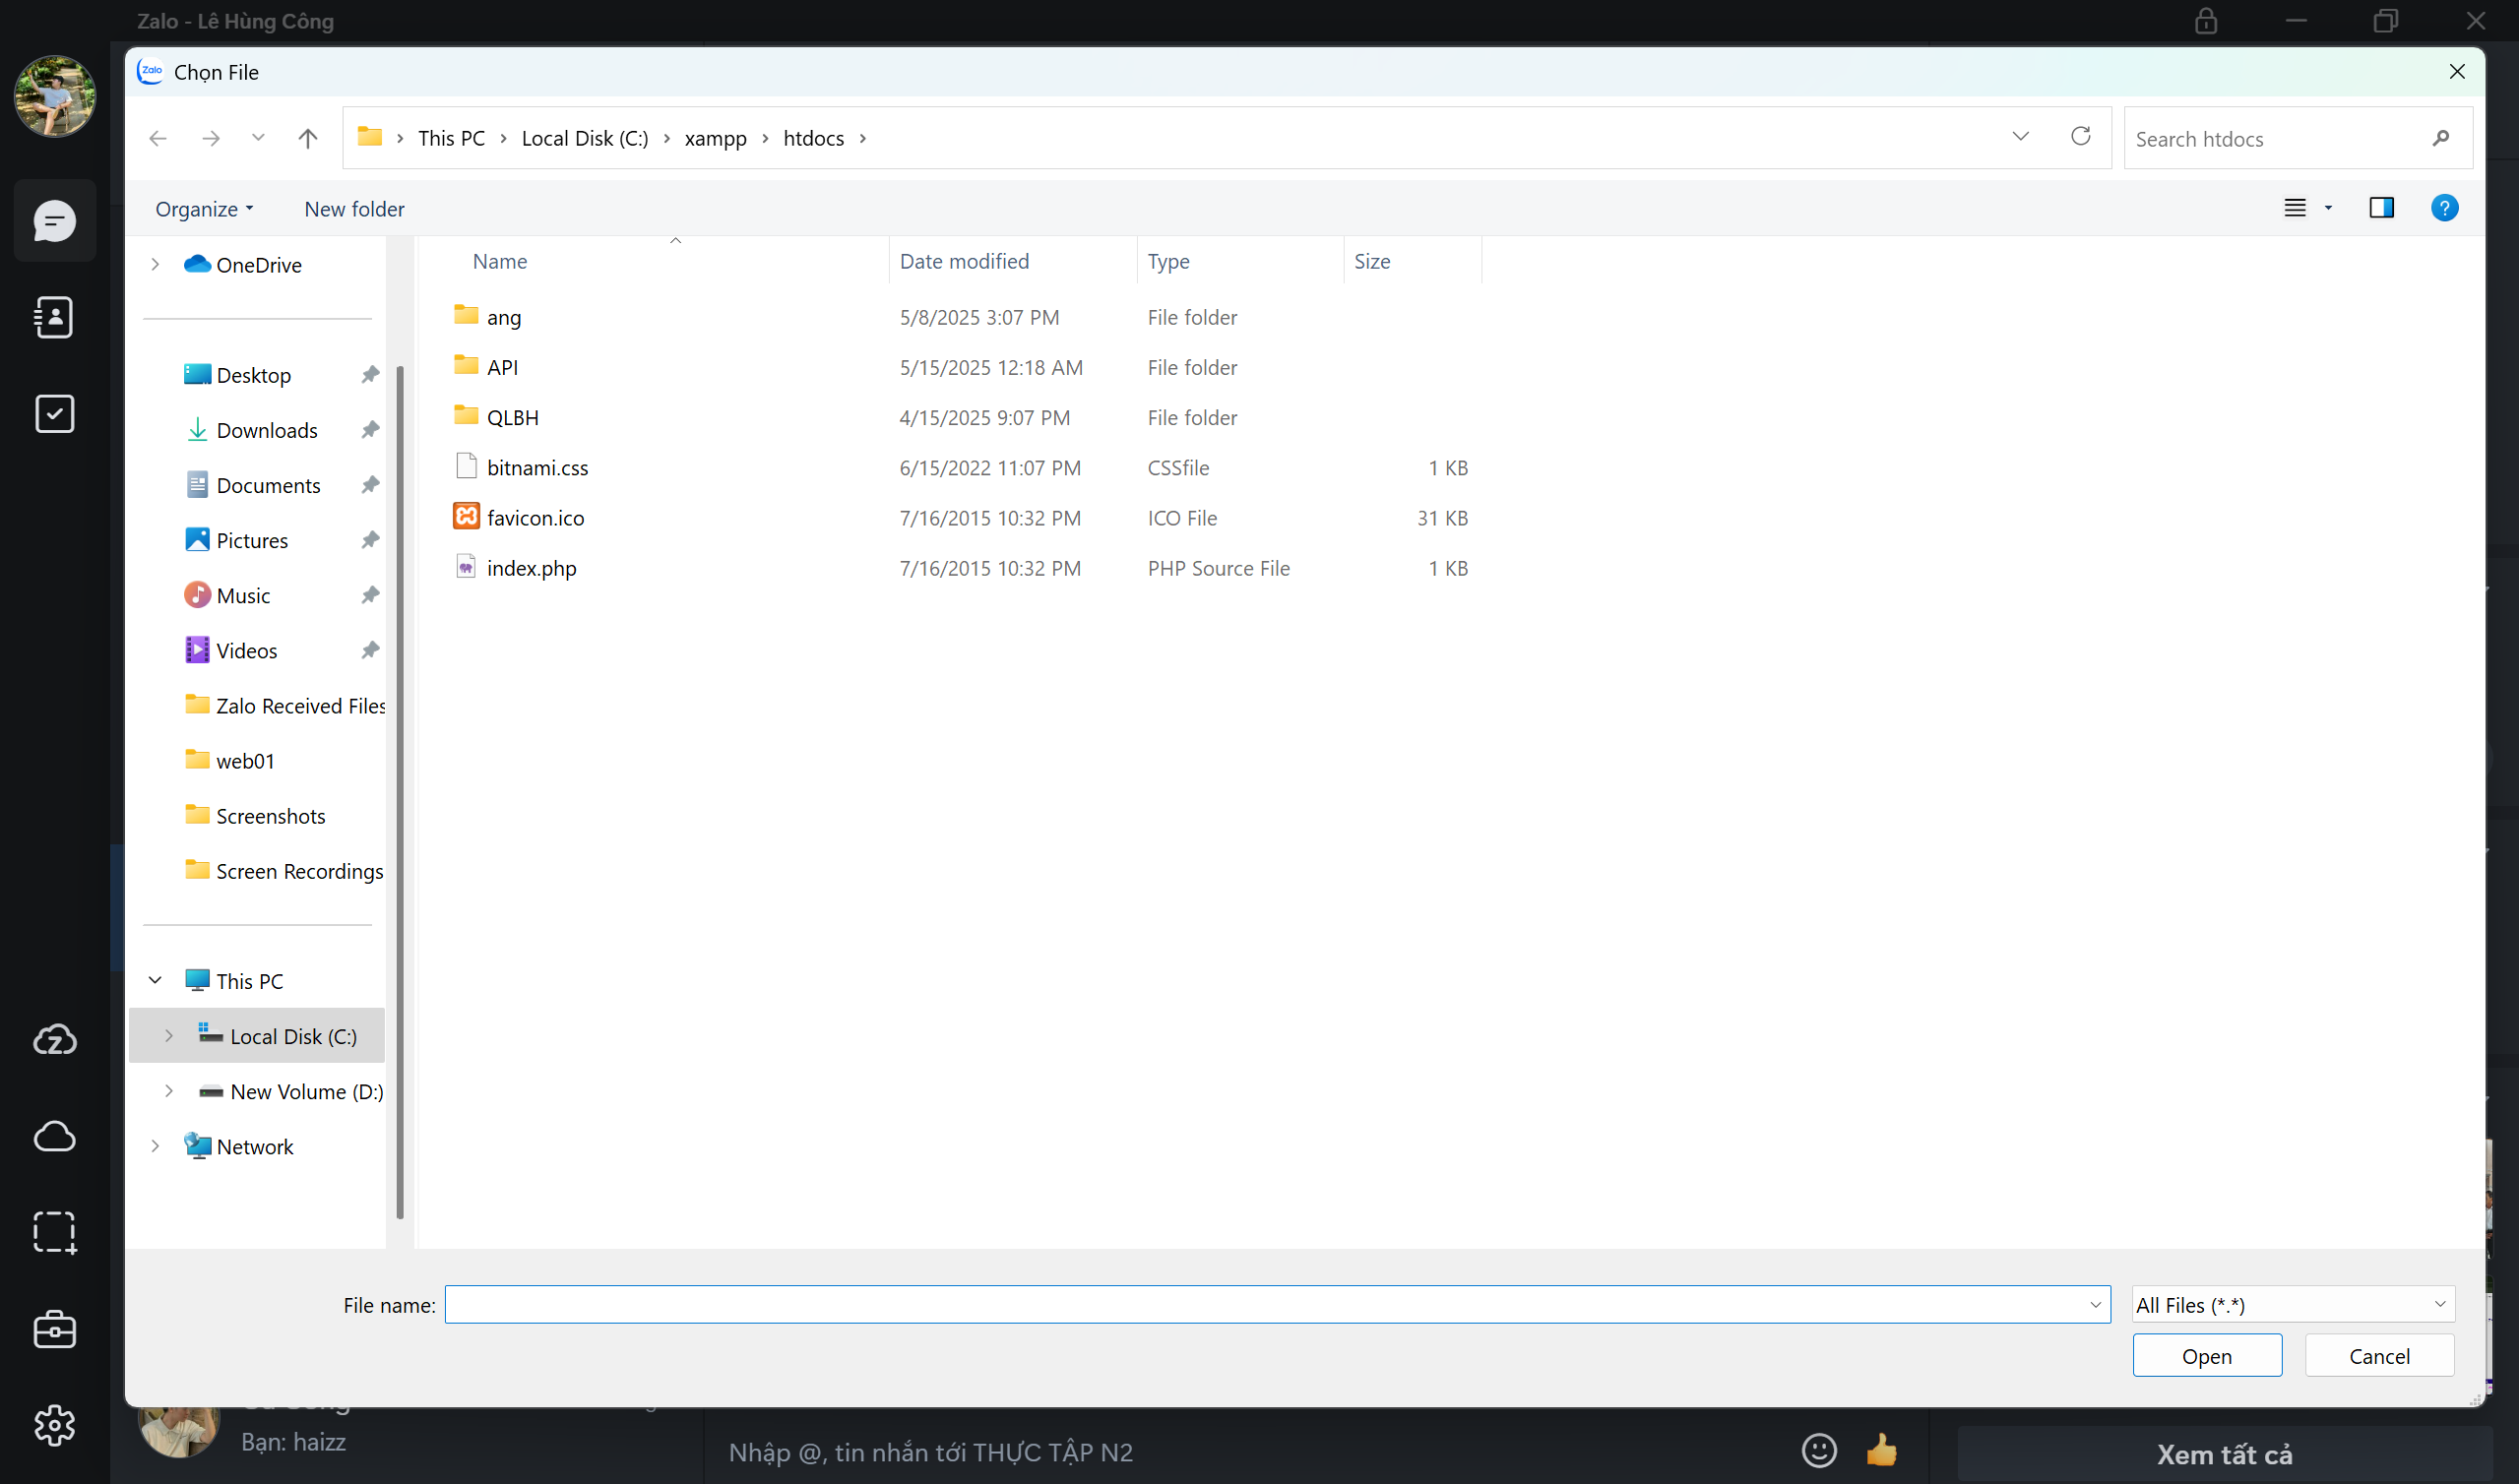 Zalo - Lê Hùng Công
Zalo Chọn File
This PC > Local Disk (C:) > xampp > htdocs >
Search htdocs
Organize
New folder
OneDrive
Desktop
Downloads
Documents
Pictures
Music
Videos
Zalo Received Files
web01
Screenshots
Screen Recordings
This PC
Local Disk (C:)
New Volume (D:)
Network
Name Date modified Type Size
ang 5/8/2025 3:07 PM File folder
API 5/15/2025 12:18 AM File folder
QLBH 4/15/2025 9:07 PM File folder
bitnami.css 6/15/2022 11:07 PM CSSfile 1 KB
favicon.ico 7/16/2015 10:32 PM ICO File 31 KB
index.php 7/16/2015 10:32 PM PHP Source File 1 KB
File name:
All Files (*.*)
Open
Cancel
Bạn: haizz
Nhập @, tin nhắn tới THỰC TẬP N2
Xem tất cả